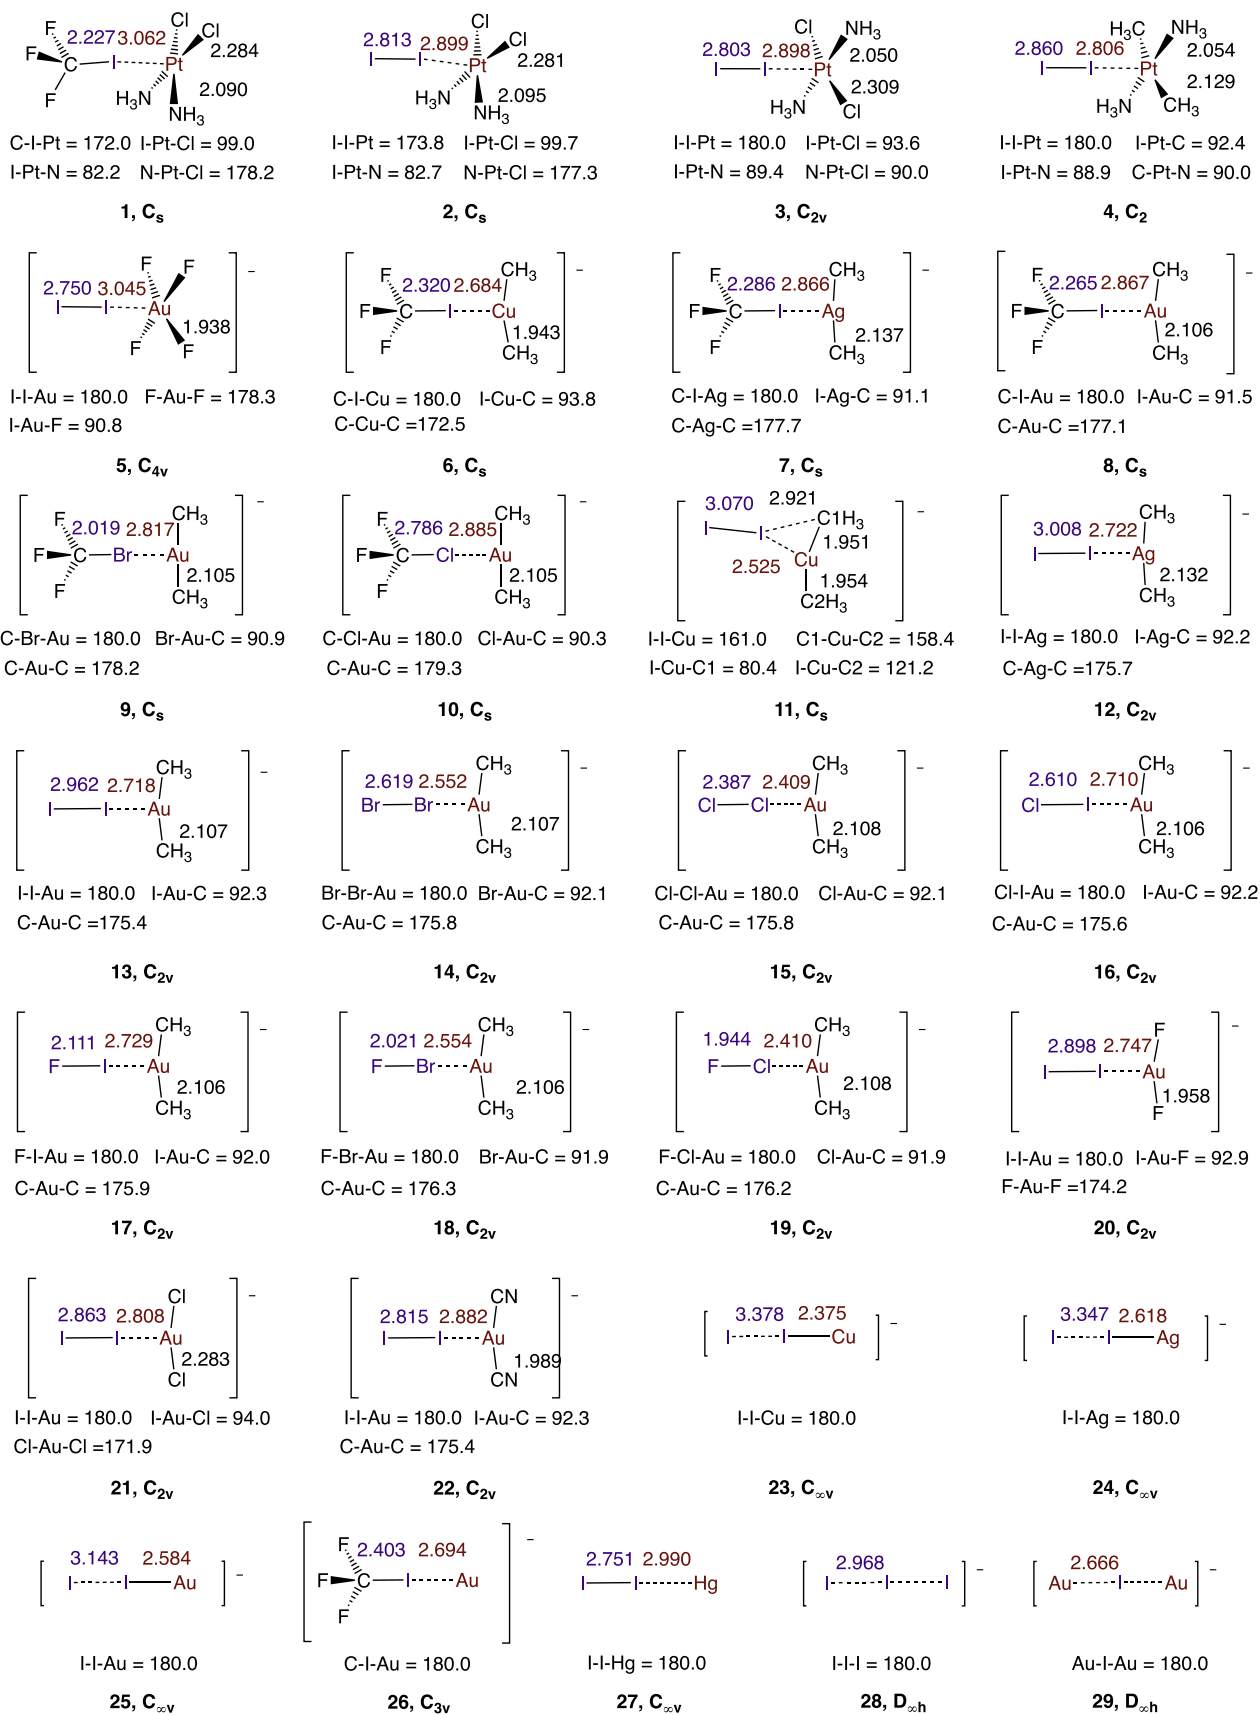 F F F C 2.227 3.062 I Pt Cl Cl 2.284 2.090 H3N NH3
C-I-Pt = 172.0 I-Pt-Cl = 99.0
I-Pt-N = 82.2 N-Pt-Cl = 178.2
1, Cs
2.813 2.899 I I Pt Cl Cl 2.281 2.095 H3N NH3
I-I-Pt = 173.8 I-Pt-Cl = 99.7
I-Pt-N = 82.7 N-Pt-Cl = 177.3
2, Cs
2.803 2.898 I I Pt Cl NH3 2.050 2.309 H3N Cl
I-I-Pt = 180.0 I-Pt-Cl = 93.6
I-Pt-N = 89.4 N-Pt-Cl = 90.0
3, C2v
2.860 2.806 I I Pt H3C NH3 2.054 2.129 H3N CH3
I-I-Pt = 180.0 I-Pt-C = 92.4
I-Pt-N = 88.9 C-Pt-N = 90.0
4, C2
2.750 3.045 I I Au F F F F 1.938 −
I-I-Au = 180.0 F-Au-F = 178.3
I-Au-F = 90.8
5, C4v
F F F C 2.320 2.684 I Cu CH3 1.943 CH3 −
C-I-Cu = 180.0 I-Cu-C = 93.8
C-Cu-C =172.5
6, Cs
F F F C 2.286 2.866 I Ag CH3 2.137 CH3 −
C-I-Ag = 180.0 I-Ag-C = 91.1
C-Ag-C =177.7
7, Cs
F F F C 2.265 2.867 I Au CH3 2.106 CH3 −
C-I-Au = 180.0 I-Au-C = 91.5
C-Au-C =177.1
8, Cs
F F F C 2.019 2.817 Br Au CH3 2.105 CH3 −
C-Br-Au = 180.0 Br-Au-C = 90.9
C-Au-C = 178.2
9, Cs
F F F C 2.786 2.885 Cl Au CH3 2.105 CH3 −
C-Cl-Au = 180.0 Cl-Au-C = 90.3
C-Au-C = 179.3
10, Cs
3.070 2.921 I I C1H3 1.951 2.525 Cu 1.954 C2H3 −
I-I-Cu = 161.0 C1-Cu-C2 = 158.4
I-Cu-C1 = 80.4 I-Cu-C2 = 121.2
11, Cs
3.008 2.722 I I Ag CH3 2.132 CH3 −
I-I-Ag = 180.0 I-Ag-C = 92.2
C-Ag-C =175.7
12, C2v
2.962 2.718 I I Au CH3 2.107 CH3 −
I-I-Au = 180.0 I-Au-C = 92.3
C-Au-C =175.4
13, C2v
2.619 2.552 Br Br Au CH3 2.107 CH3 −
Br-Br-Au = 180.0 Br-Au-C = 92.1
C-Au-C = 175.8
14, C2v
2.387 2.409 Cl Cl Au CH3 2.108 CH3 −
Cl-Cl-Au = 180.0 Cl-Au-C = 92.1
C-Au-C = 175.8
15, C2v
2.610 2.710 Cl I Au CH3 2.106 CH3 −
Cl-I-Au = 180.0 I-Au-C = 92.2
C-Au-C = 175.6
16, C2v
2.111 2.729 F I Au CH3 2.106 CH3 −
F-I-Au = 180.0 I-Au-C = 92.0
C-Au-C = 175.9
17, C2v
2.021 2.554 F Br Au CH3 2.106 CH3 −
F-Br-Au = 180.0 Br-Au-C = 91.9
C-Au-C = 176.3
18, C2v
1.944 2.410 F Cl Au CH3 2.108 CH3 −
F-Cl-Au = 180.0 Cl-Au-C = 91.9
C-Au-C = 176.2
19, C2v
2.898 2.747 I I Au F 1.958 F −
I-I-Au = 180.0 I-Au-F = 92.9
F-Au-F =174.2
20, C2v
2.863 2.808 I I Au Cl 2.283 Cl −
I-I-Au = 180.0 I-Au-Cl = 94.0
Cl-Au-Cl =171.9
21, C2v
2.815 2.882 I I Au CN 1.989 CN −
I-I-Au = 180.0 I-Au-C = 92.3
C-Au-C = 175.4
22, C2v
3.378 2.375 I I Cu −
I-I-Cu = 180.0
23, C∞v
3.347 2.618 I I Ag −
I-I-Ag = 180.0
24, C∞v
3.143 2.584 I I Au −
I-I-Au = 180.0
25, C∞v
F F F C 2.403 2.694 I Au −
C-I-Au = 180.0
26, C3v
2.751 2.990 I I Hg
I-I-Hg = 180.0
27, C∞v
2.968 I I I −
I-I-I = 180.0
28, D∞h
2.666 Au I Au −
Au-I-Au = 180.0
29, D∞h